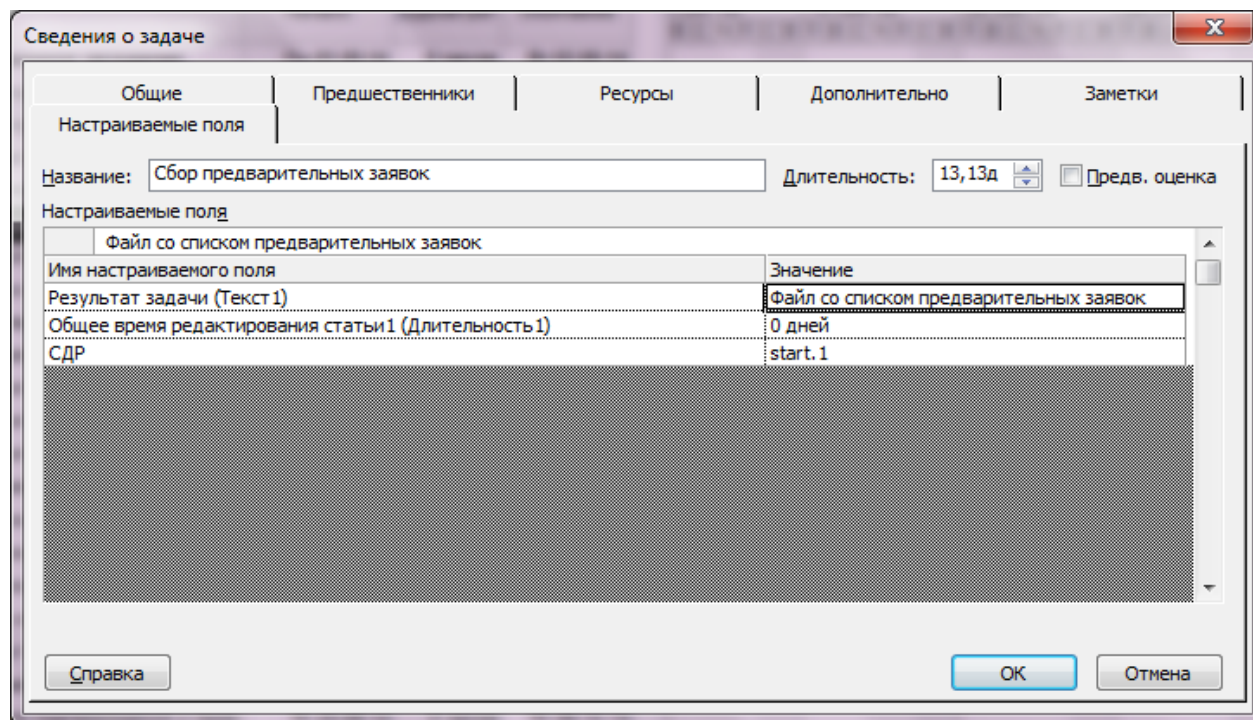 Сведения о задаче
Общие Предшественники Ресурсы Дополнительно Заметки
Настраиваемые поля
Название: Сбор предварительных заявок Длительность: 13,13д Предв. оценка
Настраиваемые поля
Файл со списком предварительных заявок
Имя настраиваемого поля Значение
Результат задачи (Текст1) Файл со списком предварительных заявок
Общее время редактирования статьи1 (Длительность1) 0 дней
СДР start.1
Справка ОК Отмена